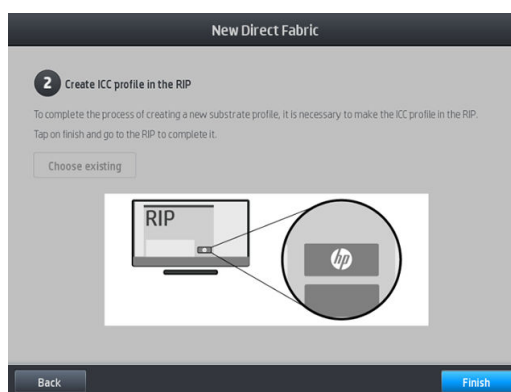 New Direct Fabric
2 Create ICC profile in the RIP
To complete the process of creating a new substrate profile, it is necessary to make the ICC profile in the RIP.
Tap on finish and go to the RIP to complete it.
Choose existing
RIP
hp
Back
Finish